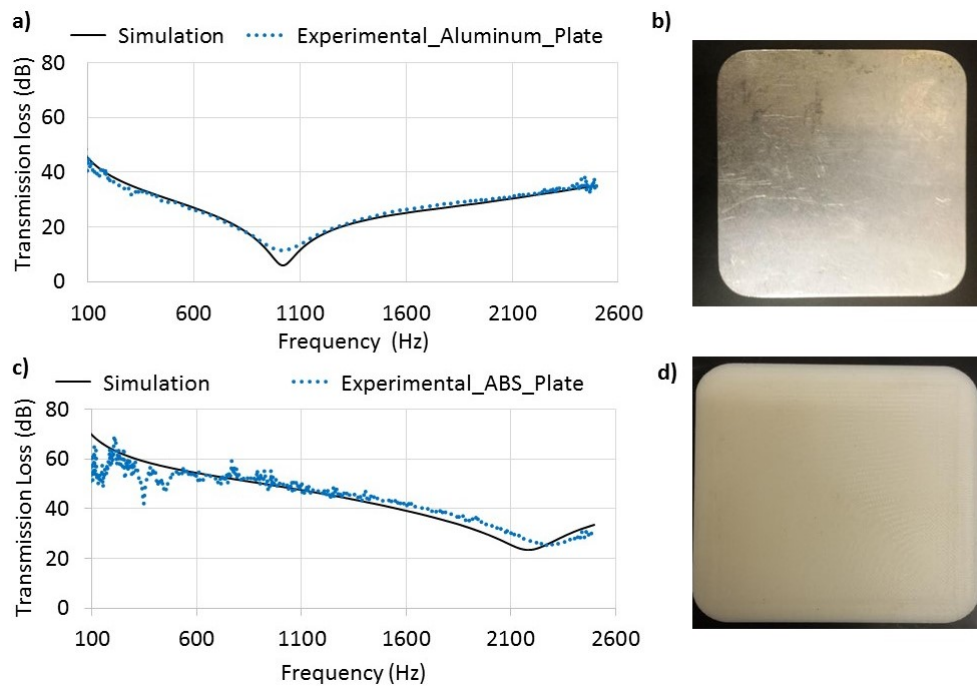 a)
Simulation Experimental_Aluminum_Plate
b)
Transmission loss (dB)
80
60
40
20
0
100 600 1100 1600 2100 2600
Frequency (Hz)
c)
Simulation Experimental_ABS_Plate
d)
Transmission Loss (dB)
80
60
40
20
0
100 600 1100 1600 2100 2600
Frequency (Hz)